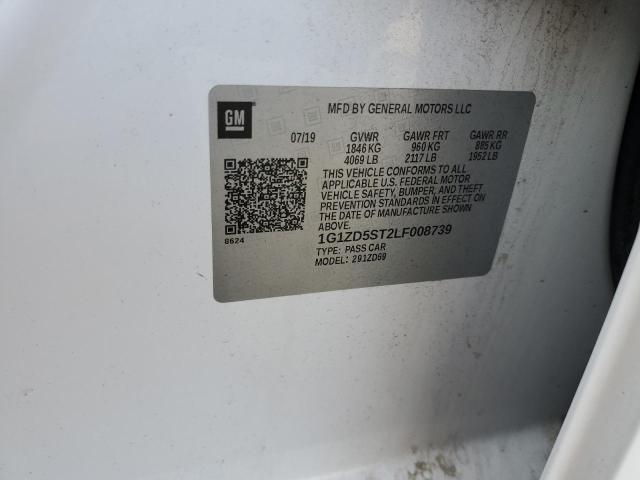 GM
MFD BY GENERAL MOTORS LLC
07/19 GVWR GAWR FRT GAWR RR
1846 KG 960 KG 885 KG
4069 LB 2117 LB 1952 LB
THIS VEHICLE CONFORMS TO ALL
APPLICABLE U.S. FEDERAL MOTOR
VEHICLE SAFETY, BUMPER, AND THEFT
PREVENTION STANDARDS IN EFFECT ON
THE DATE OF MANUFACTURE SHOWN
ABOVE.
8624
1G1ZD5ST2LF008739
TYPE: PASS CAR
MODEL: 291ZD69